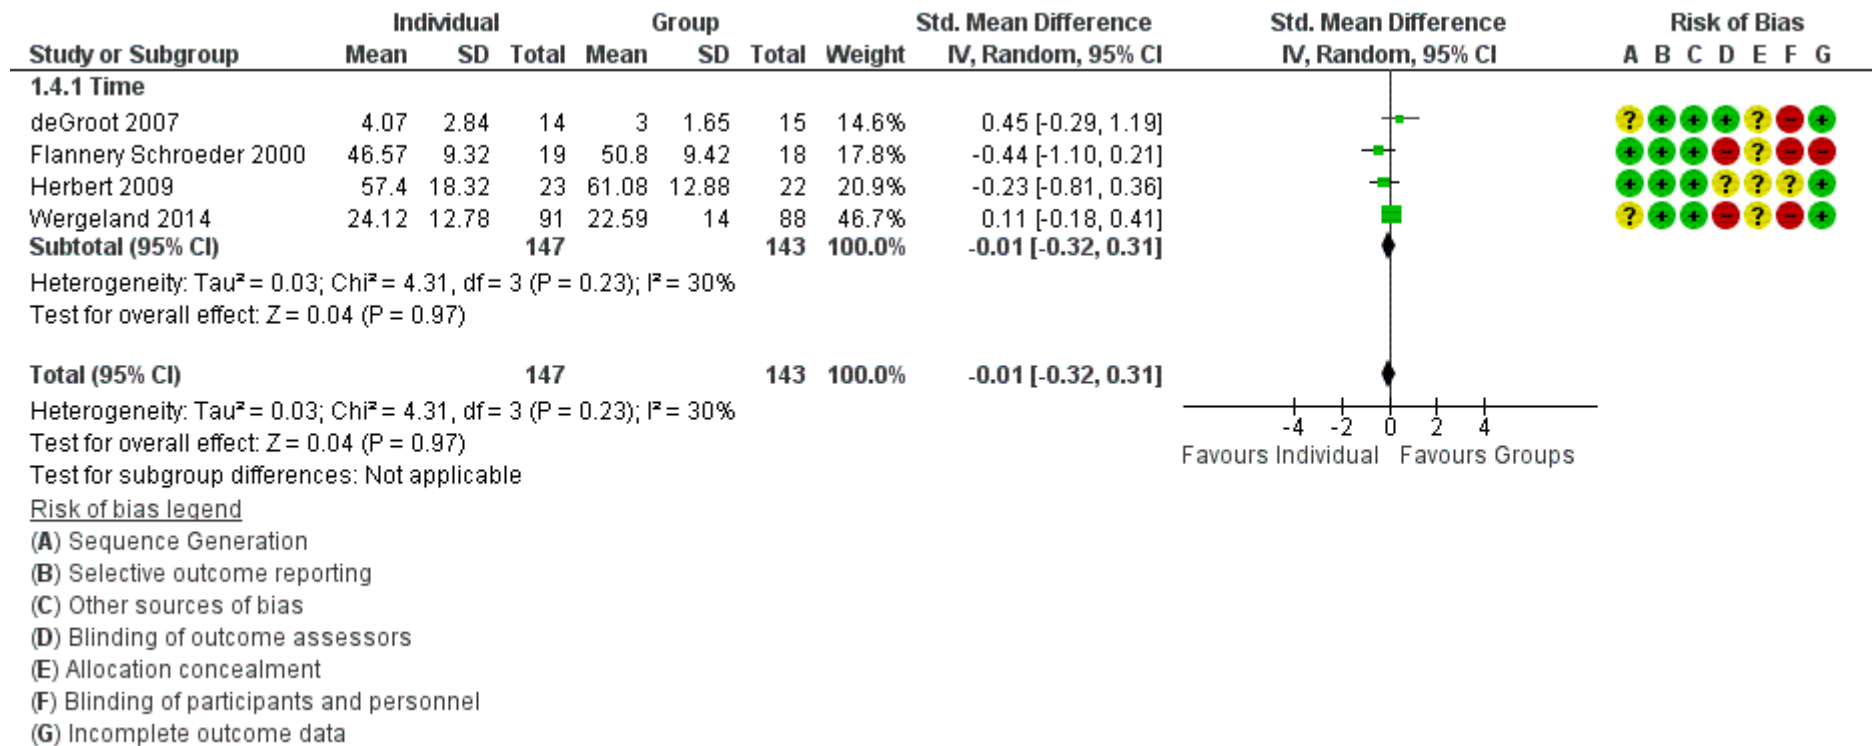 Individual Group Std. Mean Difference Std. Mean Difference Risk of Bias
Study or Subgroup Mean SD Total Mean SD Total Weight IV, Random, 95% CI IV, Random, 95% CI A B C D E F G
1.4.1 Time
deGroot 2007 4.07 2.84 14 3 1.65 15 14.6% 0.45 [-0.29, 1.19] ? + + + ? - +
Flannery Schroeder 2000 46.57 9.32 19 50.8 9.42 18 17.8% -0.44 [-1.10, 0.21] + + + - ? - -
Herbert 2009 57.4 18.32 23 61.08 12.88 22 20.9% -0.23 [-0.81, 0.36] + + + ? ? ? +
Wergeland 2014 24.12 12.78 91 22.59 14 88 46.7% 0.11 [-0.18, 0.41] ? + + - ? - +
Subtotal (95% CI) 147 143 100.0% -0.01 [-0.32, 0.31]
Heterogeneity: Tau² = 0.03; Chi² = 4.31, df = 3 (P = 0.23); I² = 30%
Test for overall effect: Z = 0.04 (P = 0.97)
Total (95% CI) 147 143 100.0% -0.01 [-0.32, 0.31]
Heterogeneity: Tau² = 0.03; Chi² = 4.31, df = 3 (P = 0.23); I² = 30%
Test for overall effect: Z = 0.04 (P = 0.97)
Test for subgroup differences: Not applicable
-4 -2 0 2 4
Favours Individual Favours Groups
Risk of bias legend
(A) Sequence Generation
(B) Selective outcome reporting
(C) Other sources of bias
(D) Blinding of outcome assessors
(E) Allocation concealment
(F) Blinding of participants and personnel
(G) Incomplete outcome data